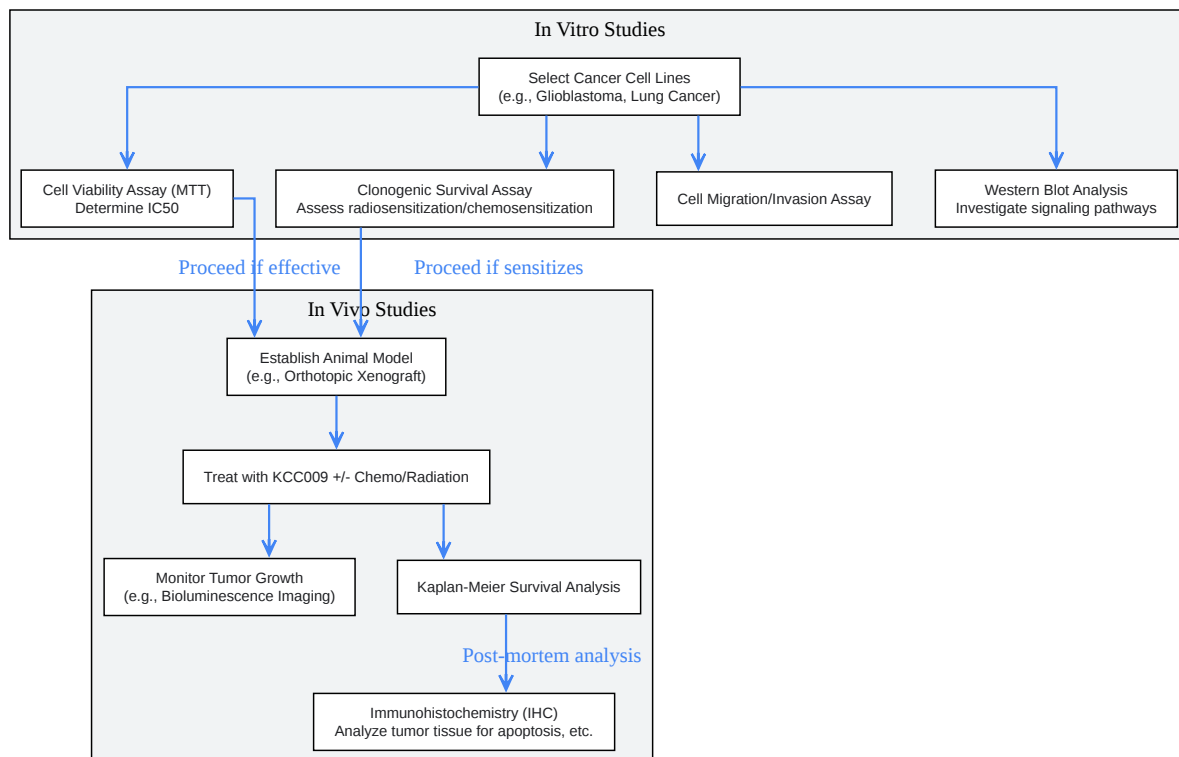 In Vitro Studies
Select Cancer Cell Lines
(e.g., Glioblastoma, Lung Cancer)
Cell Viability Assay (MTT)
Determine IC50
Clonogenic Survival Assay
Assess radiosensitization/chemosensitization
Cell Migration/Invasion Assay
Western Blot Analysis
Investigate signaling pathways
Proceed if effective
Proceed if sensitizes
In Vivo Studies
Establish Animal Model
(e.g., Orthotopic Xenograft)
Treat with KCC009 +/- Chemo/Radiation
Monitor Tumor Growth
(e.g., Bioluminescence Imaging)
Kaplan-Meier Survival Analysis
Post-mortem analysis
Immunohistochemistry (IHC)
Analyze tumor tissue for apoptosis, etc.